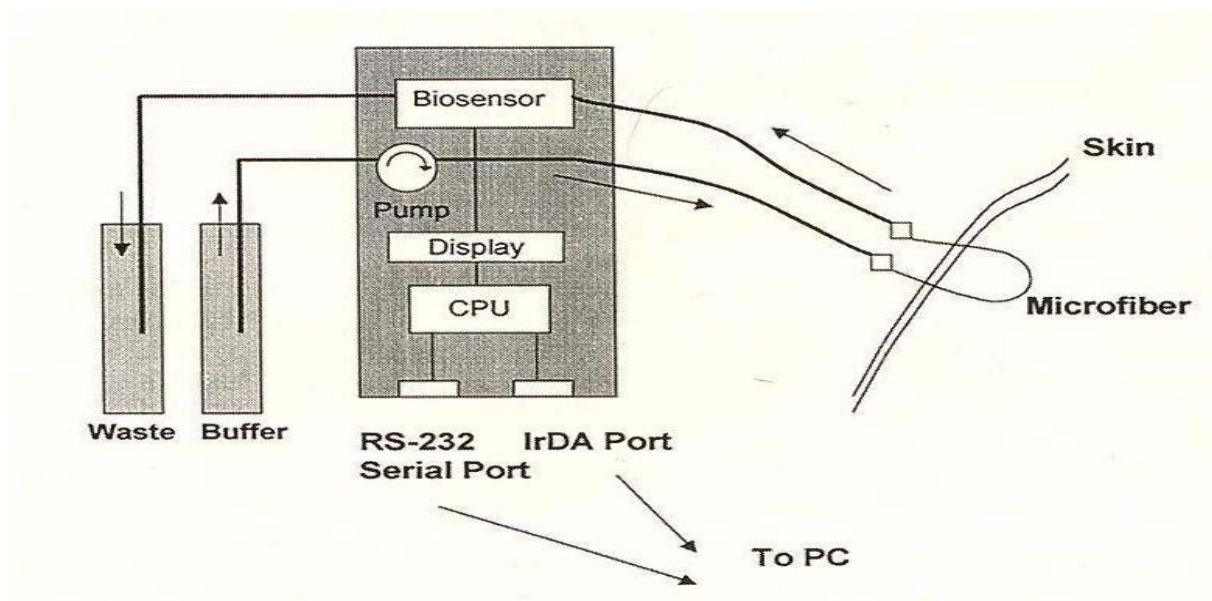 Biosensor
Skin
Pump
Display
Microfiber
CPU
Waste Buffer
RS-232 IrDA Port
Serial Port
To PC